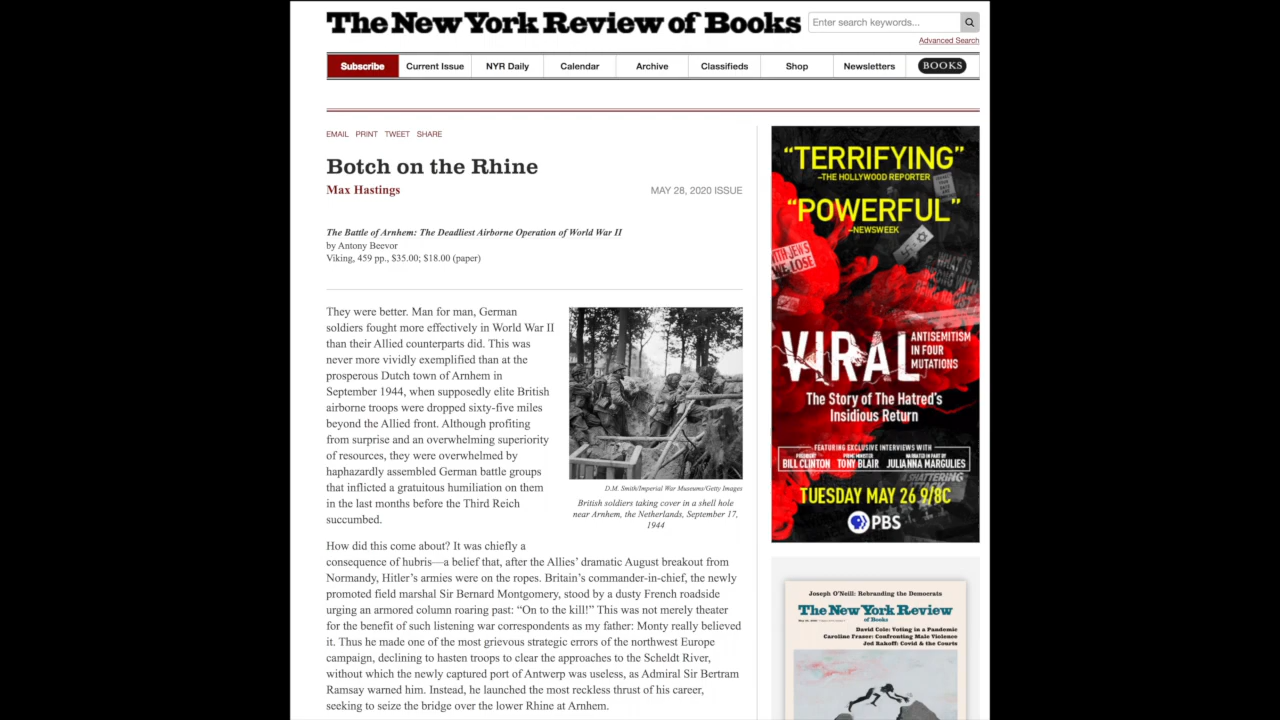 The New York Review of Books
Enter search keywords...
Advanced Search
Subscribe
Current Issue
NYR Daily
Calendar
Archive
Classifieds
Shop
Newsletters
BOOKS
EMAIL PRINT TWEET SHARE
Botch on the Rhine
Max Hastings
MAY 28, 2020 ISSUE
The Battle of Arnhem: The Deadliest Airborne Operation of World War II
by Antony Beevor
Viking, 459 pp., $35.00; $18.00 (paper)
They were better. Man for man, German
soldiers fought more effectively in World War II
than their Allied counterparts did. This was
never more vividly exemplified than at the
prosperous Dutch town of Arnhem in
September 1944, when supposedly elite British
airborne troops were dropped sixty-five miles
beyond the Allied front. Although profiting
from surprise and an overwhelming superiority
of resources, they were overwhelmed by
haphazardly assembled German battle groups
that inflicted a gratuitous humiliation on them
in the last months before the Third Reich
succumbed.
D.M. Smith/Imperial War Museums/Getty Images
British soldiers taking cover in a shell hole
near Arnhem, the Netherlands, September 17,
1944
How did this come about? It was chiefly a
consequence of hubris—a belief that, after the Allies’ dramatic August breakout from
Normandy, Hitler’s armies were on the ropes. Britain’s commander-in-chief, the newly
promoted field marshal Sir Bernard Montgomery, stood by a dusty French roadside
urging an armored column roaring past: “On to the kill!” This was not merely theater
for the benefit of such listening war correspondents as my father: Monty really believed
it. Thus he made one of the most grievous strategic errors of the northwest Europe
campaign, declining to hasten troops to clear the approaches to the Scheldt River,
without which the newly captured port of Antwerp was useless, as Admiral Sir Bertram
Ramsay warned him. Instead, he launched the most reckless thrust of his career,
seeking to seize the bridge over the lower Rhine at Arnhem.
“TERRIFYING”
–THE HOLLYWOOD REPORTER
“POWERFUL”
–NEWSWEEK
WE LOSE
VIRAL
ANTISEMITISM
IN FOUR
MUTATIONS
The Story of The Hatred’s
Insidious Return
FEATURING EXCLUSIVE INTERVIEWS WITH
PRESIDENT
BILL CLINTON
PRIME MINISTER
TONY BLAIR
NARRATED IN PART BY
JULIANNA MARGULIES
SHATTERING
TUESDAY MAY 26 9/8C
PBS
Joseph O’Neill: Rebranding the Democrats
The New York Review
of Books
David Cole: Voting in a Pandemic
Caroline Fraser: Confronting Male Violence
Jed Rakoff: Covid & the Courts